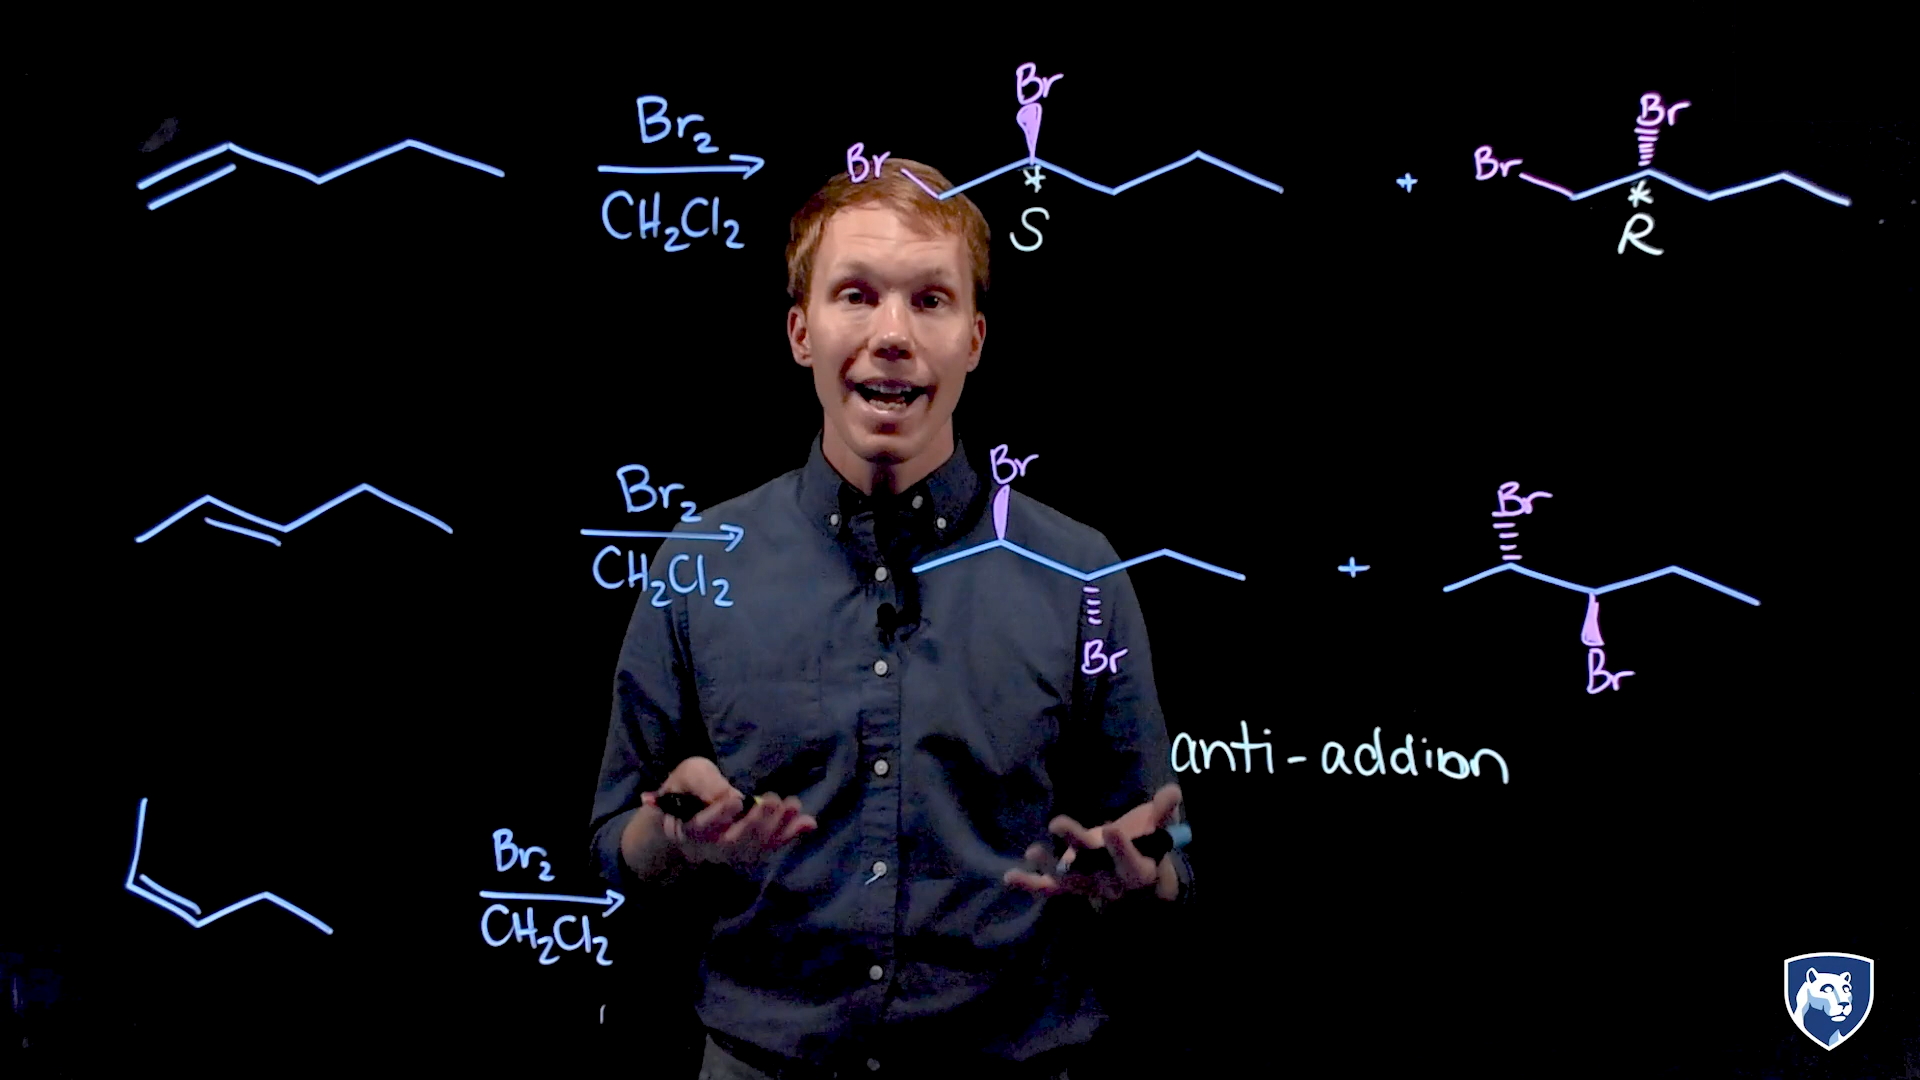 Br₂
CH₂Cl₂
Br
Br
*
S
+
Br
Br
*
R
Br₂
CH₂Cl₂
Br
Br
+
Br
Br
anti-addion
Br₂
CH₂Cl₂